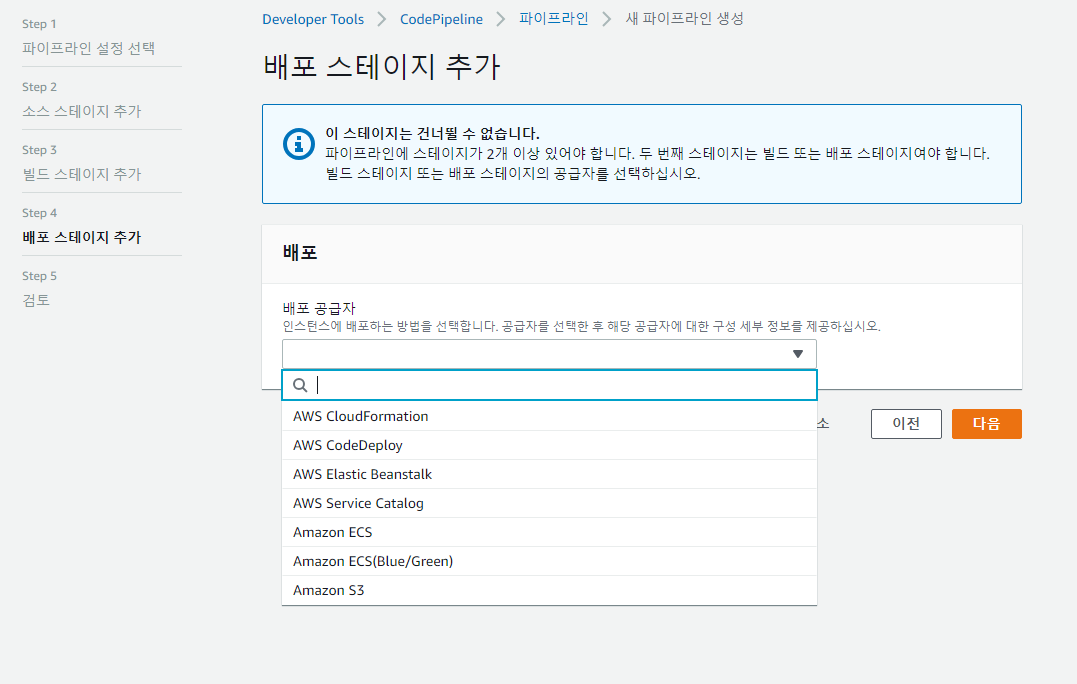 Step 1
파이프라인 설정 선택
Step 2
소스 스테이지 추가
Step 3
빌드 스테이지 추가
Step 4
배포 스테이지 추가
Step 5
검토
Developer Tools > CodePipeline > 파이프라인 > 새 파이프라인 생성
배포 스테이지 추가
이 스테이지는 건너뛸 수 없습니다.
파이프라인에 스테이지가 2개 이상 있어야 합니다. 두 번째 스테이지는 빌드 또는 배포 스테이지여야 합니다.
빌드 스테이지 또는 배포 스테이지의 공급자를 선택하십시오.
배포
배포 공급자
인스턴스에 배포하는 방법을 선택합니다. 공급자를 선택한 후 해당 공급자에 대한 구성 세부 정보를 제공하십시오.
AWS CloudFormation
AWS CodeDeploy
AWS Elastic Beanstalk
AWS Service Catalog
Amazon ECS
Amazon ECS(Blue/Green)
Amazon S3
소 이전 다음